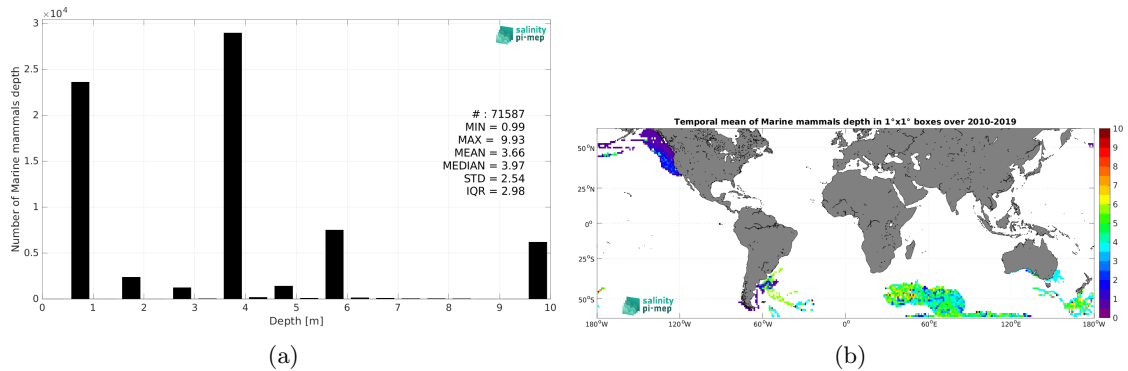 ×10⁴
3
2.5
2
1.5
1
0.5
0
Number of Marine mammals depth
salinity
pi-mep
# : 71587
MIN = 0.99
MAX = 9.93
MEAN = 3.66
MEDIAN = 3.97
STD = 2.54
IQR = 2.98
1 2 3 4 5 6 7 8 9 10
Depth [m]
(a)
Temporal mean of Marine mammals depth in 1°x1° boxes over 2010-2019
50°N
25°N
0°
25°S
50°S
salinity
pi-mep
180°W 120°W 60°W 0° 60°E 120°E 180°W
10
9
8
7
6
5
4
3
2
1
0
(b)